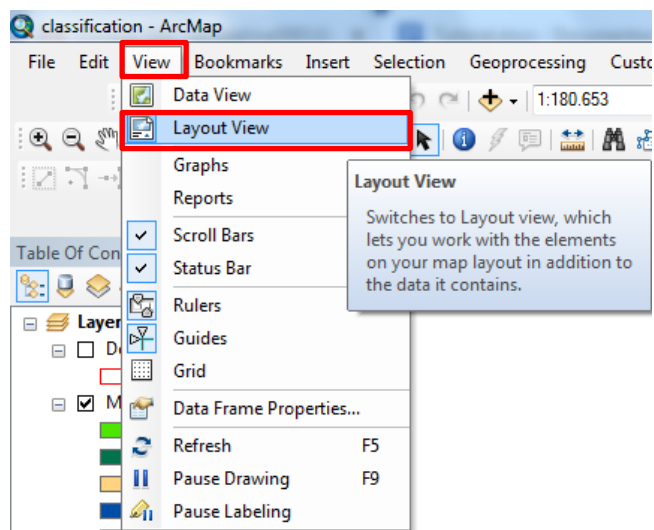 classification - ArcMap
File Edit View Bookmarks Insert Selection Geoprocessing
Data View
1:180.653
Layout View
Graphs
Layout View
Reports
Switches to Layout view, which
lets you work with the elements
on your map layout in addition to
the data it contains.
Scroll Bars
Table Of
Status Bar
Rulers
Guides
Grid
Data Frame Properties...
Refresh F5
Pause Drawing F9
Pause Labeling